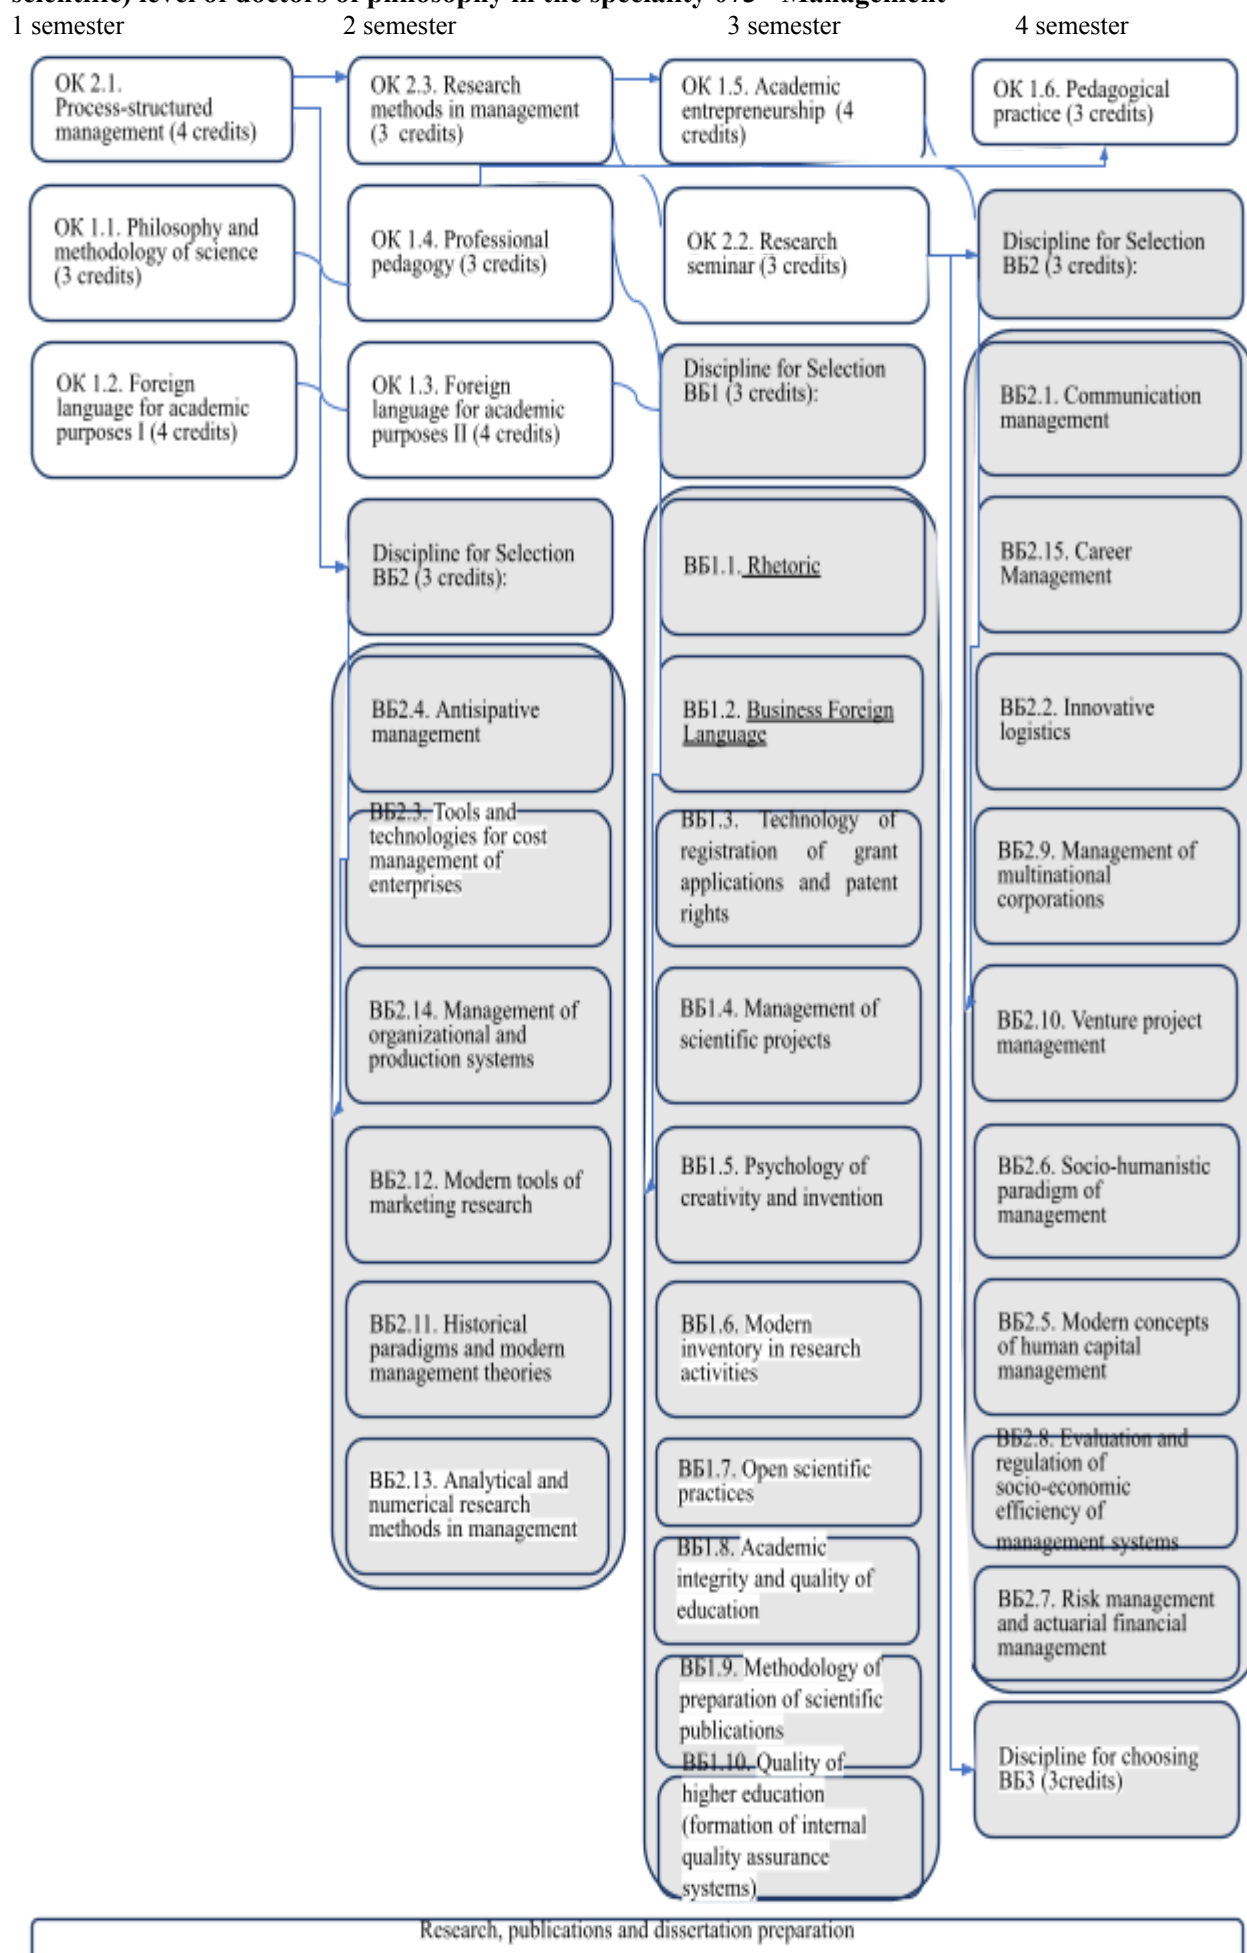 scientific) level of doctors of philosophy in the speciality 073 - Management
1 semester
2 semester
3 semester
4 semester
ОК 2.1.
Process-structured
management (4 credits)
ОК 2.3. Research
methods in management
(3 credits)
ОК 1.5. Academic
entrepreneurship (4
credits)
ОК 1.6. Pedagogical
practice (3 credits)
ОК 1.1. Philosophy and
methodology of science
(3 credits)
ОК 1.4. Professional
pedagogy (3 credits)
ОК 2.2. Research
seminar (3 credits)
Discipline for Selection
ВБ2 (3 credits):
ОК 1.2. Foreign
language for academic
purposes I (4 credits)
ОК 1.3. Foreign
language for academic
purposes II (4 credits)
Discipline for Selection
ВБ1 (3 credits):
ВБ2.1. Communication
management
Discipline for Selection
ВБ2 (3 credits):
ВБ1.1. Rhetoric
ВБ2.15. Career
Management
ВБ2.4. Antisipative
management
ВБ1.2. Business Foreign
Language
ВБ2.2. Innovative
logistics
ВБ2.3. Tools and
technologies for cost
management of
enterprises
ВБ1.3. Technology of
registration of grant
applications and patent
rights
ВБ2.9. Management of
multinational
corporations
ВБ2.14. Management of
organizational and
production systems
ВБ1.4. Management of
scientific projects
ВБ2.10. Venture project
management
ВБ2.12. Modern tools of
marketing research
ВБ1.5. Psychology of
creativity and invention
ВБ2.6. Socio-humanistic
paradigm of
management
ВБ2.11. Historical
paradigms and modern
management theories
ВБ1.6. Modern
inventory in research
activities
ВБ2.5. Modern concepts
of human capital
management
ВБ2.13. Analytical and
numerical research
methods in management
ВБ1.7. Open scientific
practices
ВБ2.8. Evaluation and
regulation of
socio-economic
efficiency of
management systems
ВБ1.8. Academic
integrity and quality of
education
ВБ2.7. Risk management
and actuarial financial
management
ВБ1.9. Methodology of
preparation of scientific
publications
ВБ1.10. Quality of
higher education
(formation of internal
quality assurance
systems)
Discipline for choosing
ВБ3 (3credits)
Research, publications and dissertation preparation